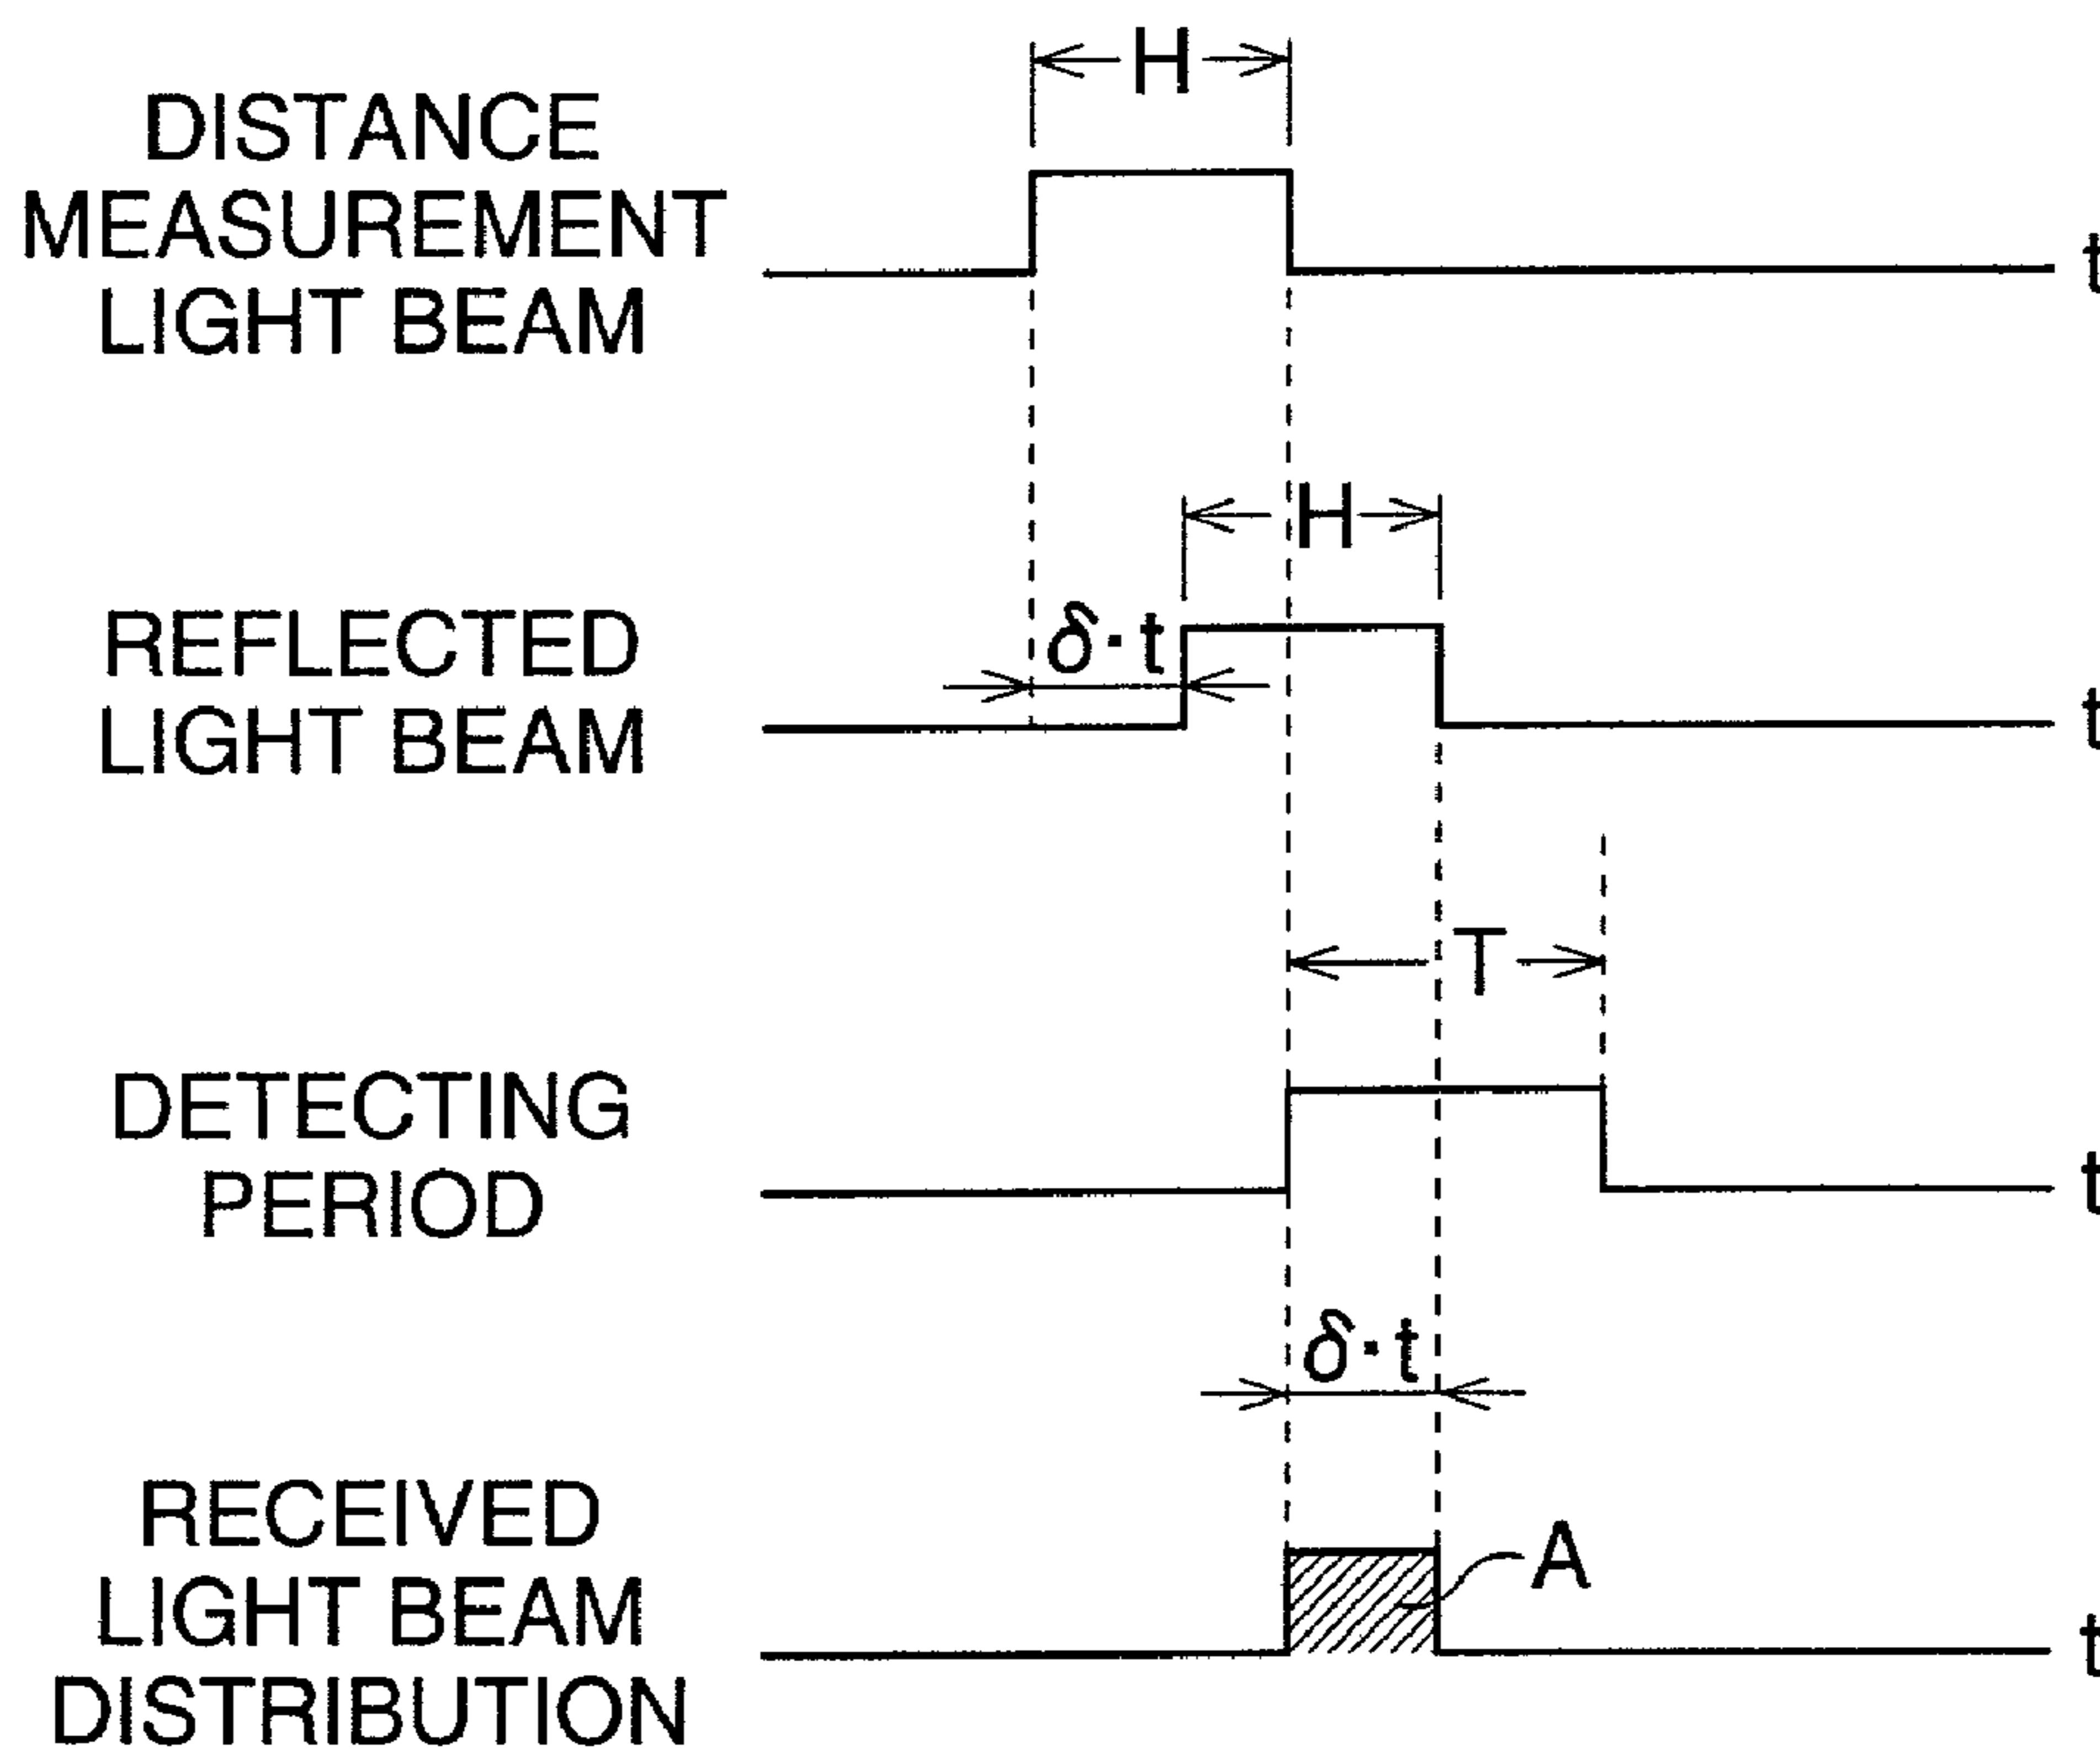 H
DISTANCE
MEASUREMENT
LIGHT BEAM
t
H
δ·t
REFLECTED
LIGHT BEAM
t
T
DETECTING
PERIOD
t
δ·t
RECEIVED
LIGHT BEAM
DISTRIBUTION
A
t